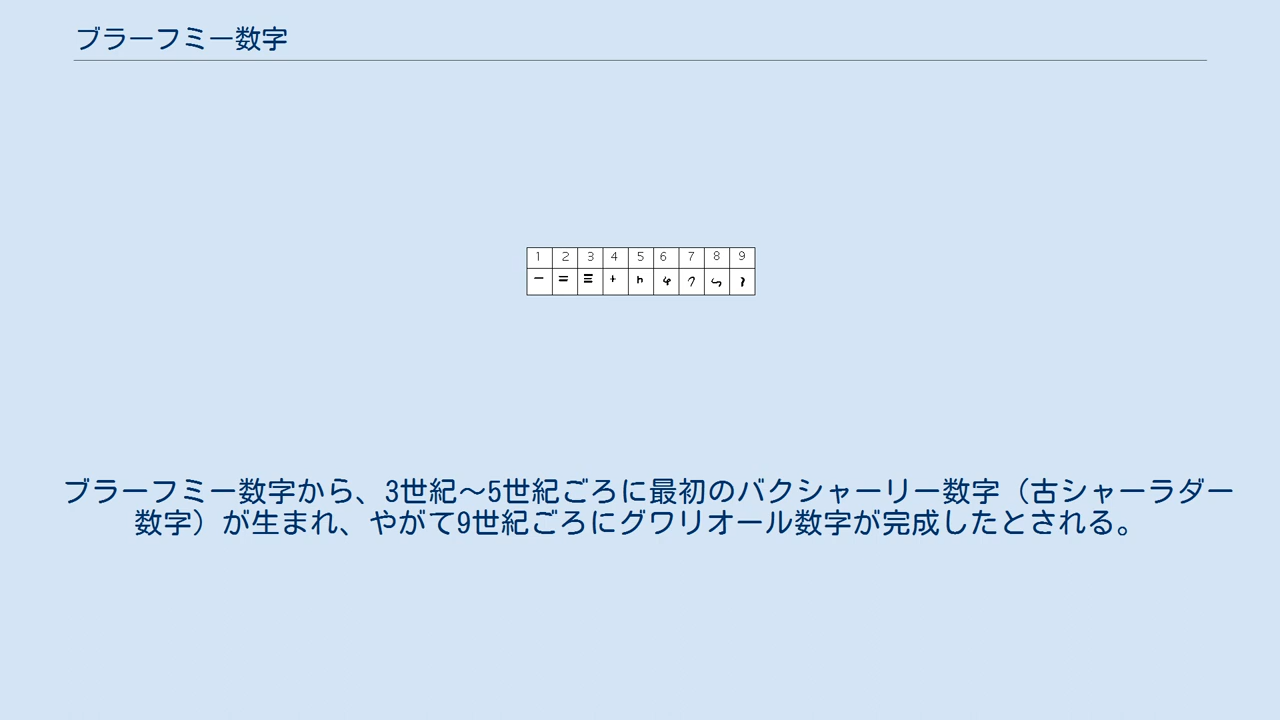 ブラーフミー数字
1 2 3 4 5 6 7 8 9
ブラーフミー数字から、3世紀～5世紀ごろに最初のバクシャーリー数字（古シャーラダー
数字）が生まれ、やがて9世紀ごろにグワリオール数字が完成したとされる。